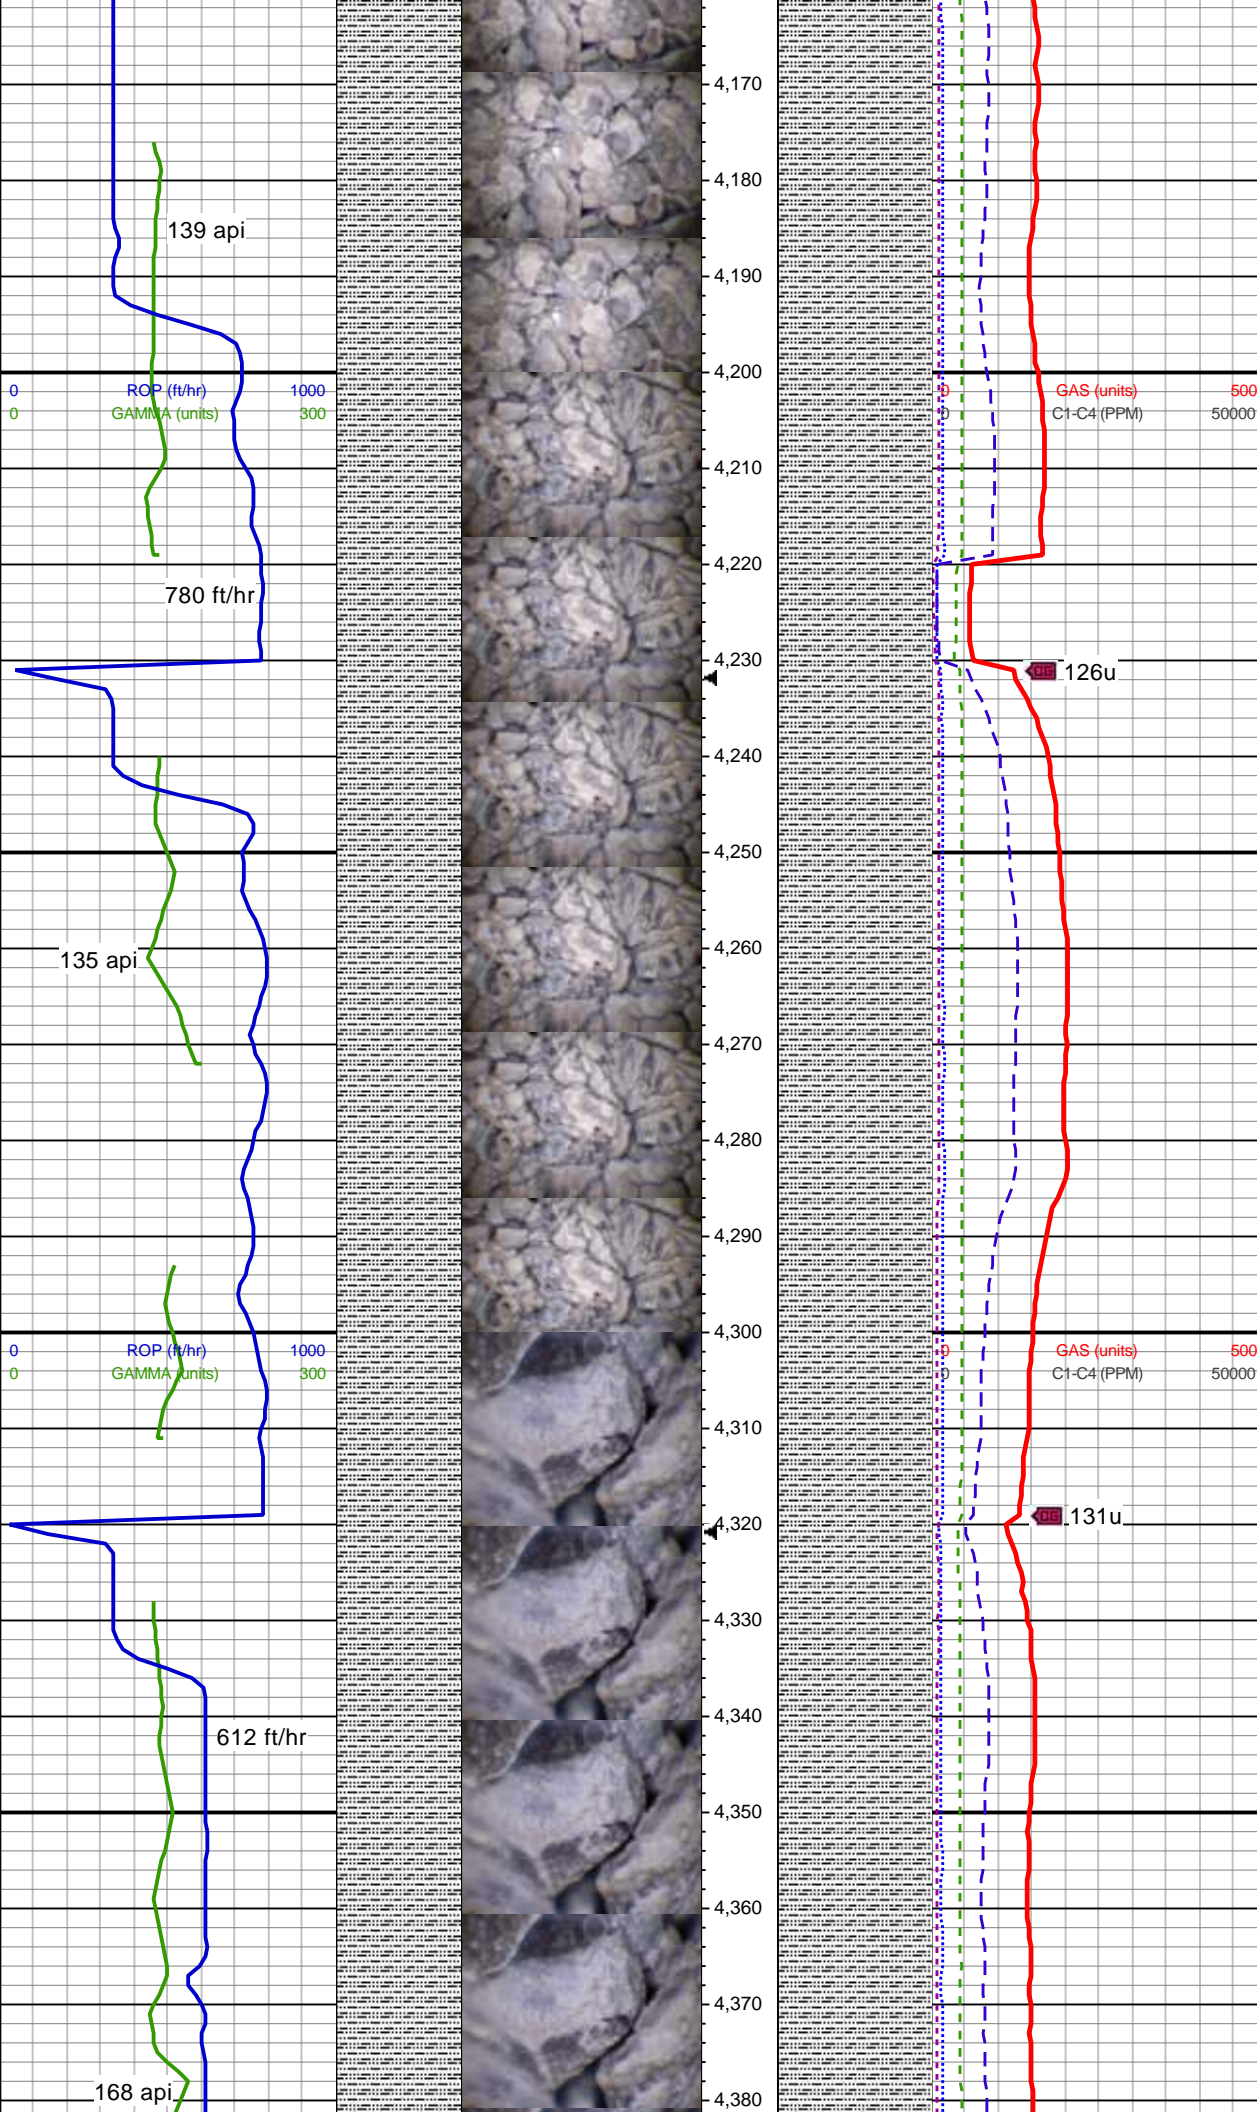 4,170
4,180
139 api
4,190
4,200
0 ROP (ft/hr) 1000
0 GAMMA (units) 300
0 GAS (units) 500
0 C1-C4 (PPM) 50000
4,210
4,220
780 ft/hr
4,230
OG 126u
4,240
4,250
135 api
4,260
4,270
4,280
4,290
4,300
0 ROP (ft/hr) 1000
0 GAMMA (units) 300
0 GAS (units) 500
0 C1-C4 (PPM) 50000
4,310
4,320
OG 131u
4,330
4,340
612 ft/hr
4,350
4,360
4,370
168 api
4,380